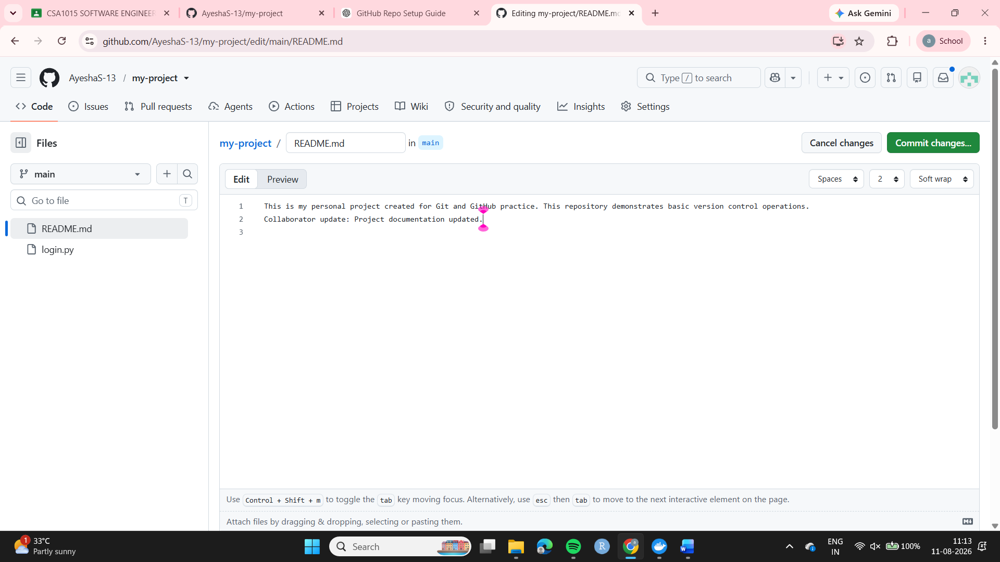 CSA1015 SOFTWARE ENGINEER
AyeshaS-13/my-project
GitHub Repo Setup Guide
Editing my-project/README.md
Ask Gemini
github.com/AyeshaS-13/my-project/edit/main/README.md
a
School
AyeshaS-13 / my-project
Type / to search
Code
Issues
Pull requests
Agents
Actions
Projects
Wiki
Security and quality
Insights
Settings
Files
my-project / README.md in main
Cancel changes
Commit changes...
main
Edit
Preview
Spaces
2
Soft wrap
Go to file
T
README.md
login.py
1 This is my personal project created for Git and GitHub practice. This repository demonstrates basic version control operations.
2 Collaborator update: Project documentation updated.
3
Use Control + Shift + m to toggle the tab key moving focus. Alternatively, use esc then tab to move to the next interactive element on the page.
Attach files by dragging & dropping, selecting or pasting them.
1
33°C
Partly sunny
Search
R
a
W
ENG
IN
100%
11:13
11-08-2026